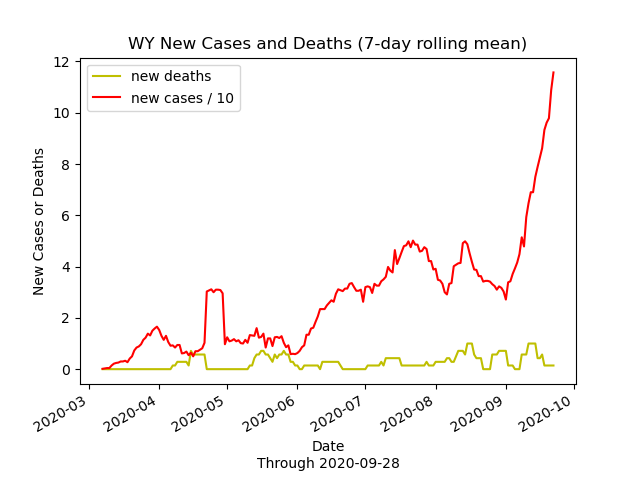 WY New Cases and Deaths (7-day rolling mean)
new deaths
new cases / 10
12
10
8
6
4
2
0
New Cases or Deaths
2020-03
2020-04
2020-05
2020-06
2020-07
2020-08
2020-09
2020-10
Date
Through 2020-09-28